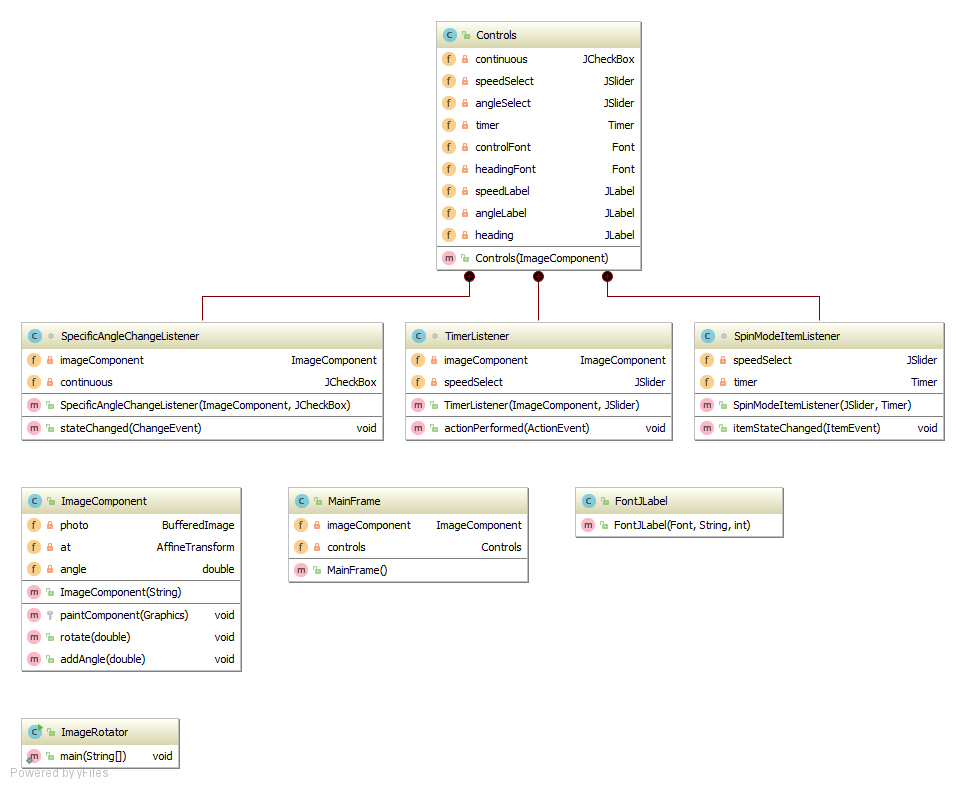 Controls
continuous JCheckBox
speedSelect JSlider
angleSelect JSlider
timer Timer
controlFont Font
headingFont Font
speedLabel JLabel
angleLabel JLabel
heading JLabel
Controls(ImageComponent)
SpecificAngleChangeListener
imageComponent ImageComponent
continuous JCheckBox
SpecificAngleChangeListener(ImageComponent, JCheckBox)
stateChanged(ChangeEvent) void
TimerListener
imageComponent ImageComponent
speedSelect JSlider
TimerListener(ImageComponent, JSlider)
actionPerformed(ActionEvent) void
SpinModeItemListener
speedSelect JSlider
timer Timer
SpinModeItemListener(JSlider, Timer)
itemStateChanged(ItemEvent) void
ImageComponent
photo BufferedImage
at AffineTransform
angle double
ImageComponent(String)
paintComponent(Graphics) void
rotate(double) void
addAngle(double) void
MainFrame
imageComponent ImageComponent
controls Controls
MainFrame()
FontJLabel
FontJLabel(Font, String, int)
ImageRotator
main(String[]) void
Powered by yFiles